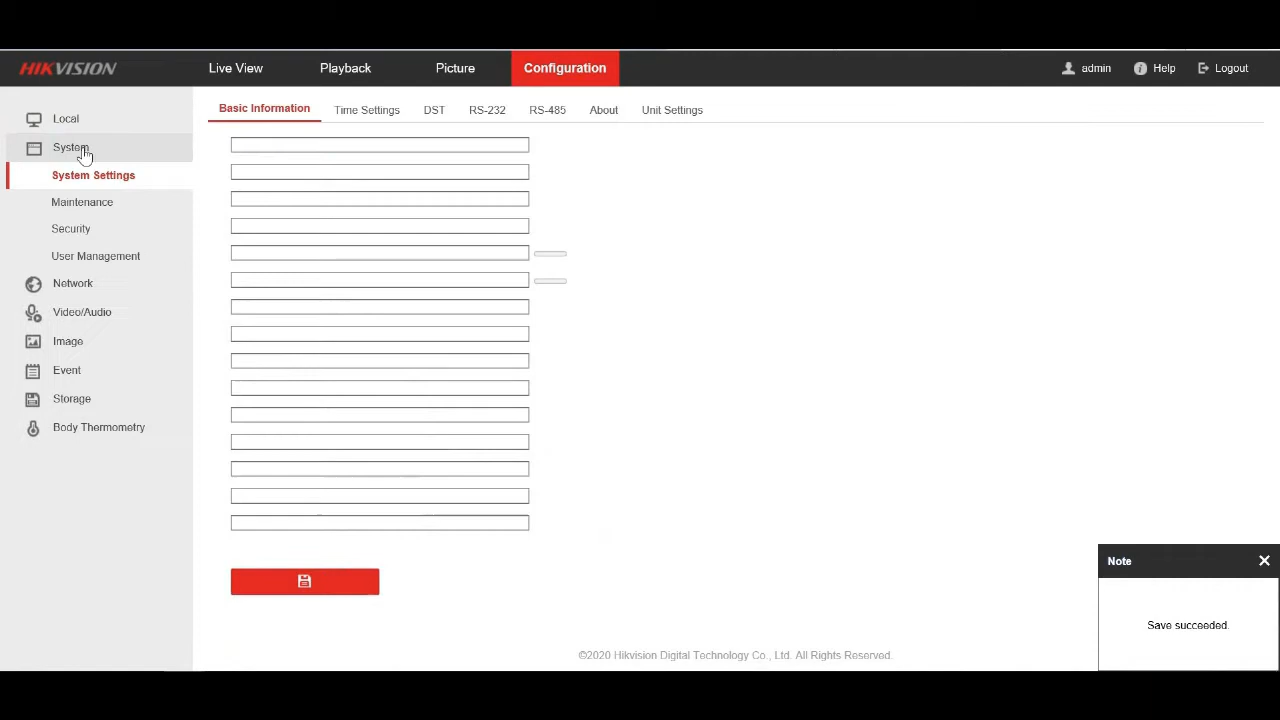 HIKVISION
Live View
Playback
Picture
Configuration
admin
Help
Logout
Local
System
System Settings
Maintenance
Security
User Management
Network
Video/Audio
Image
Event
Storage
Body Thermometry
Basic Information
Time Settings
DST
RS-232
RS-485
About
Unit Settings
Note
Save succeeded.
©2020 Hikvision Digital Technology Co., Ltd. All Rights Reserved.